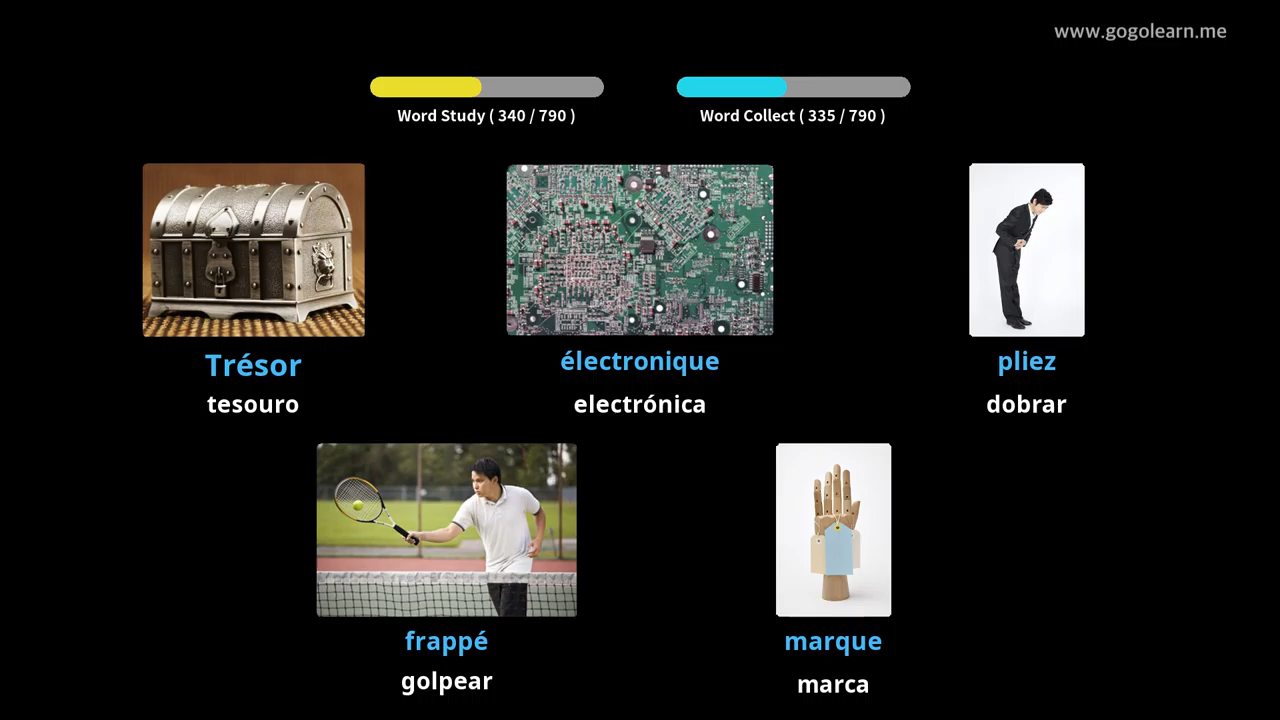 www.gogolearn.me
Word Study ( 340 / 790 )
Word Collect ( 335 / 790 )
Trésor
tesouro
électronique
electrónica
pliez
dobrar
frappé
golpear
marque
marca